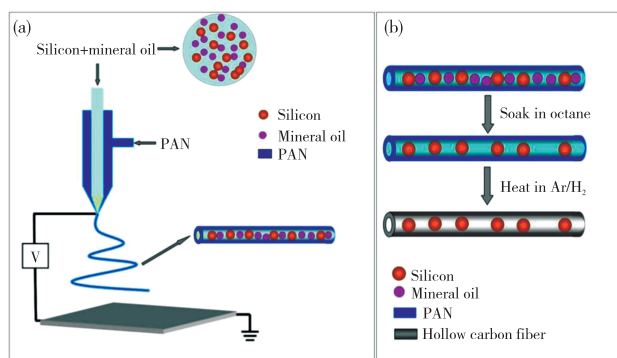 (a)
Silicon+mineral oil
Silicon
Mineral oil
PAN
PAN
V
(b)
Soak in octane
Heat in Ar/H₂
Silicon
Mineral oil
PAN
Hollow carbon fiber